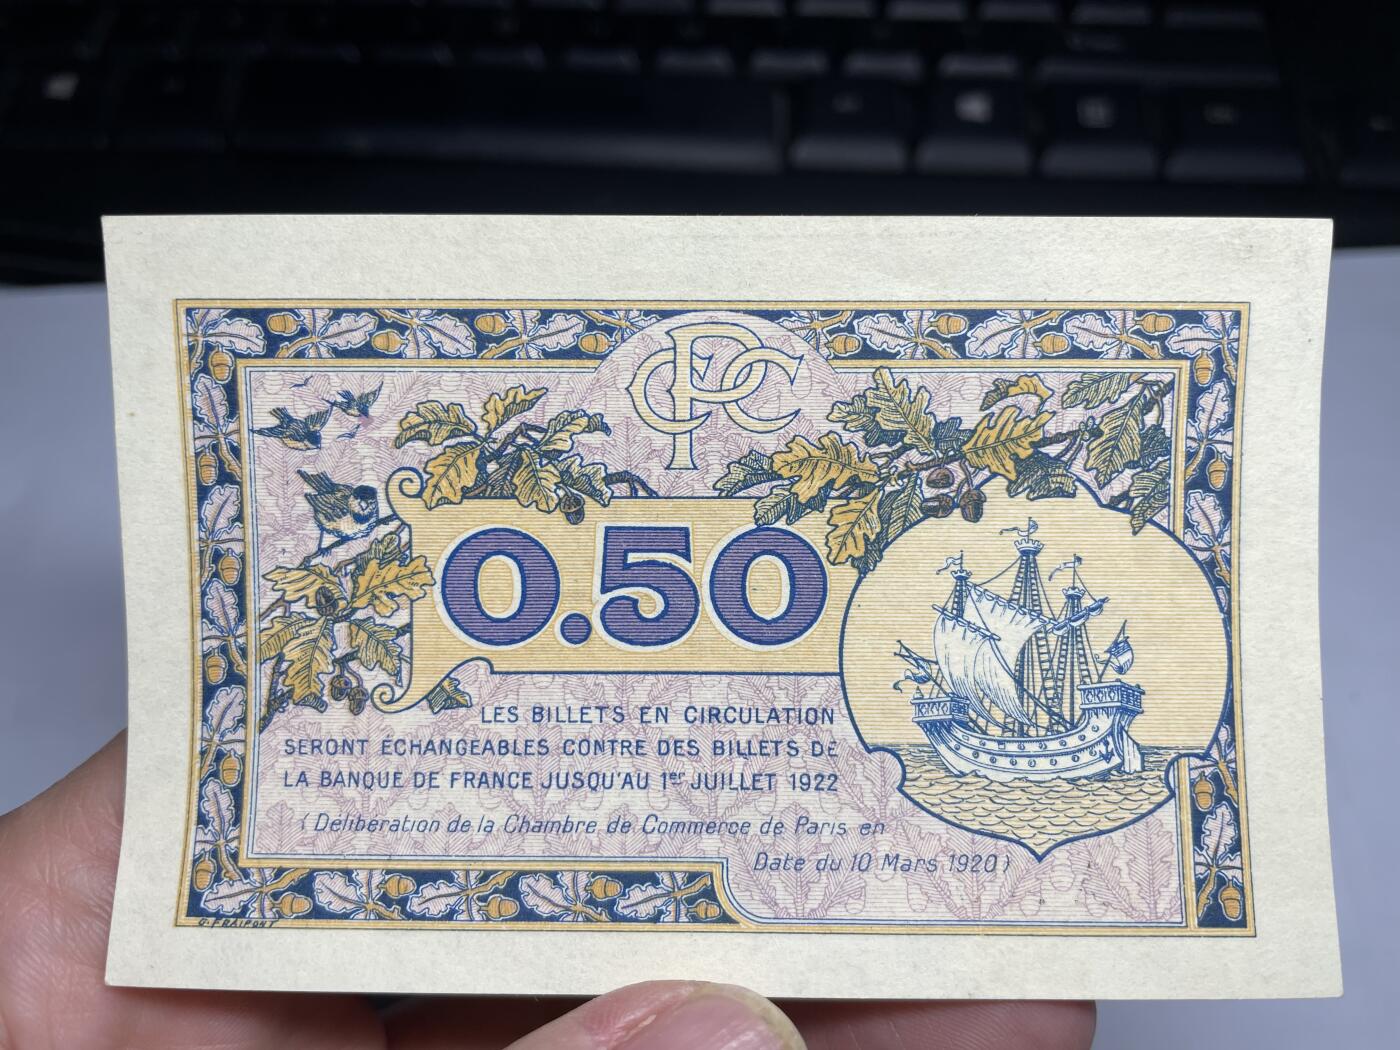 CPC
0.50
LES BILLETS EN CIRCULATION
SERONT ÉCHANGEABLES CONTRE DES BILLETS DE
LA BANQUE DE FRANCE JUSQU'AU 1er JUILLET 1922
(Délibération de la Chambre de Commerce de Paris en
Date du 10 Mars 1920)
G. FRAIPONT